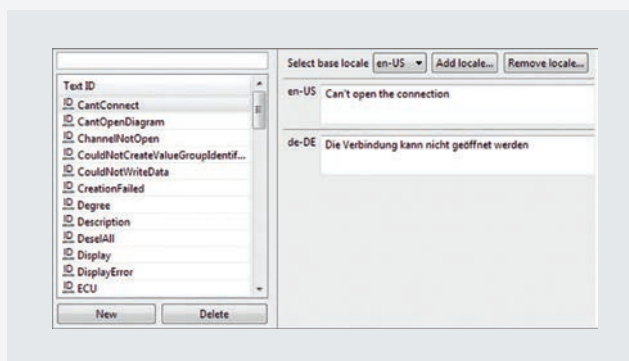 Text ID
CantConnect
CantOpenDiagram
ChannelNotOpen
CouldNotCreateValueGroupIdentif...
CouldNotWriteData
CreationFailed
Degree
Description
DeselAll
Display
DisplayError
ECU
New Delete
Select base locale en-US Add locale... Remove locale...
en-US Can't open the connection
de-DE Die Verbindung kann nicht geöffnet werden